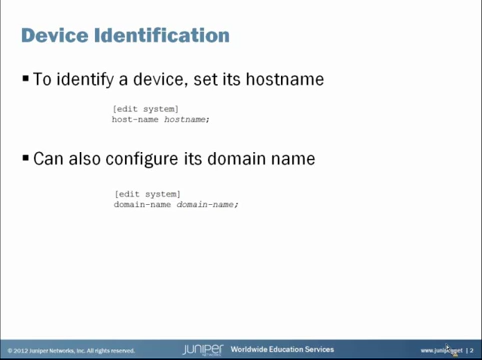 Device Identification
▪ To identify a device, set its hostname
[edit system]
host-name hostname;
▪ Can also configure its domain name
[edit system]
domain-name domain-name;
© 2012 Juniper Networks, Inc. All rights reserved.
JUNIPER
NETWORKS
Worldwide Education Services
www.juniper.net | 2